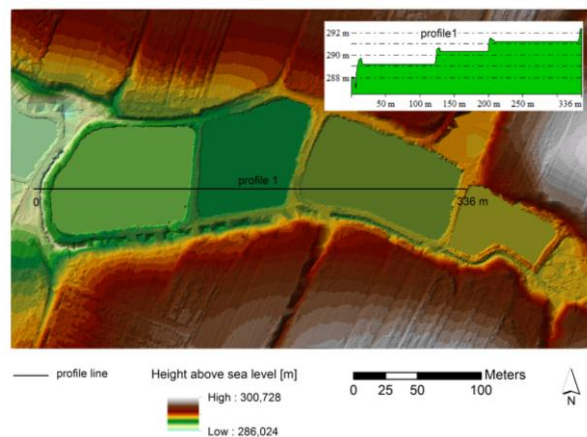 profile1
292 m
290 m
288 m
50 m 100 m 150 m 200 m 250 m 336 m
profile 1
0
336 m
profile line
Height above sea level [m]
High : 300,728
Low : 286,024
Meters
0 25 50 100
N